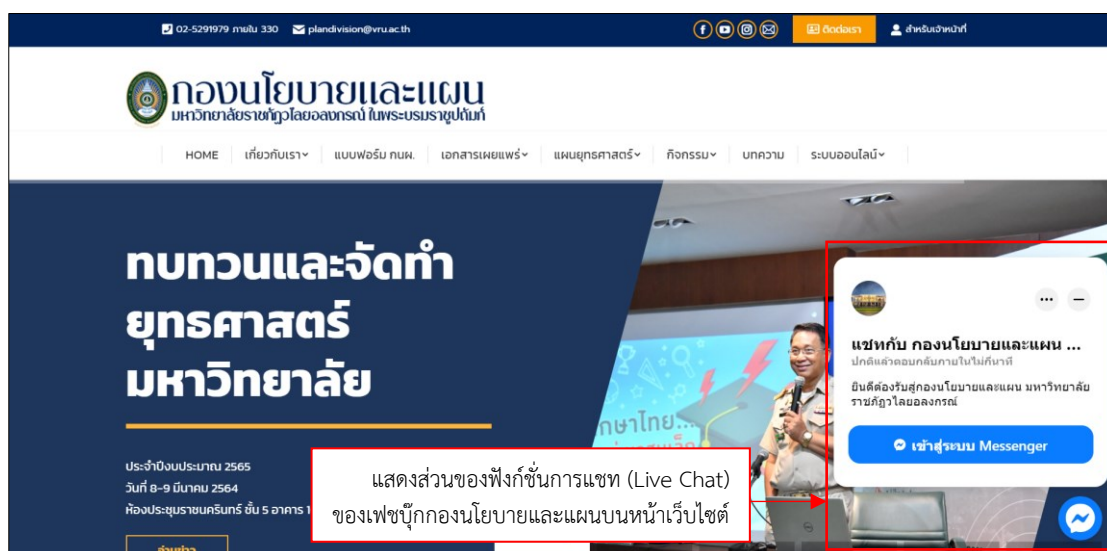 02-5291979 ภายใน 330 plandivision@vru.ac.th ติดต่อเรา สำหรับเจ้าหน้าที่
กองนโยบายและแผน
มหาวิทยาลัยราชภัฏวไลยอลงกรณ์ ในพระบรมราชูปถัมภ์
HOME เกี่ยวกับเรา แบบฟอร์ม กนผ. เอกสารเผยแพร่ แผนยุทธศาสตร์ กิจกรรม บทความ ระบบออนไลน์
ทบทวนและจัดทำ
ยุทธศาสตร์
มหาวิทยาลัย
ประจำปีงบประมาณ 2565
วันที่ 8-9 มีนาคม 2564
ห้องประชุมราชนครินทร์ ชั้น 5 อาคาร 1
อ่านข่าว
แชทกับ กองนโยบายและแผน ...
ปกติแล้วตอบกลับภายในไม่กี่นาที
ยินดีต้องรับสู่กองนโยบายและแผน มหาวิทยาลัย
ราชภัฏวไลยอลงกรณ์
เข้าสู่ระบบ Messenger
แสดงส่วนของฟังก์ชั่นการแชท (Live Chat)
ของเฟซบุ๊กกองนโยบายและแผนบนหน้าเว็บไซต์